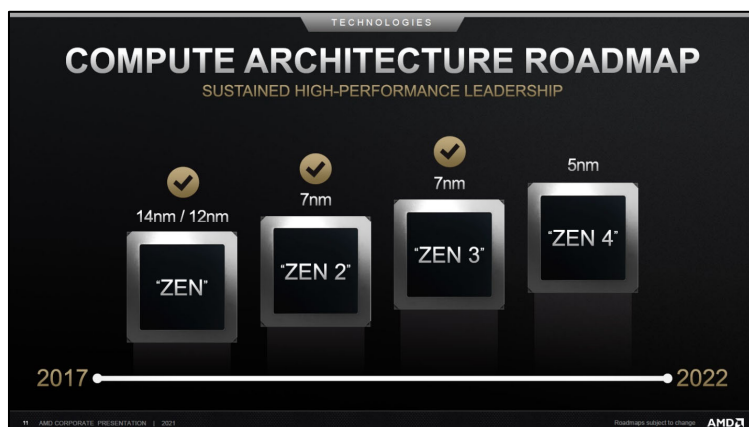 TECHNOLOGIES
COMPUTE ARCHITECTURE ROADMAP
SUSTAINED HIGH-PERFORMANCE LEADERSHIP
14nm / 12nm
7nm
7nm
5nm
"ZEN"
"ZEN 2"
"ZEN 3"
"ZEN 4"
2017
2022
11 AMD CORPORATE PRESENTATION | 2021
Roadmaps subject to change
AMD